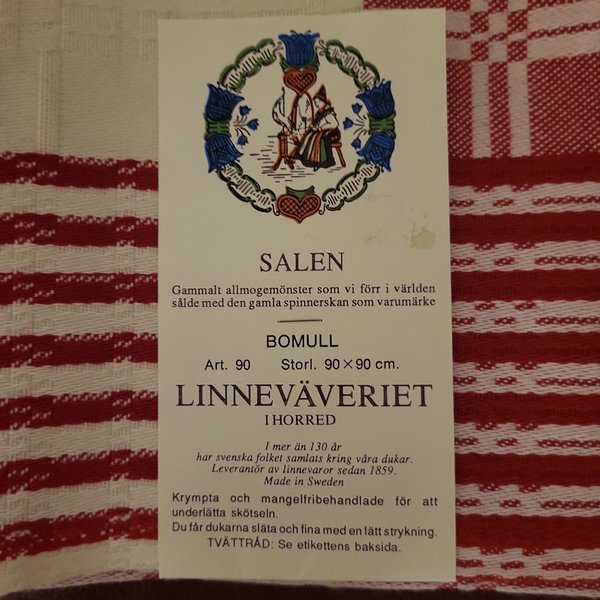 SALEN
Gammalt allmogemönster som vi förr i världen
sålde med den gamla spinnerskan som varumärke
BOMULL
Art. 90 Storl. 90×90 cm.
LINNEVÄVERIET
I HORRED
I mer än 130 år
har svenska folket samlats kring våra dukar.
Leverantör av linnevaror sedan 1859.
Made in Sweden
Krympta och mangelfribehandlade för att
underlätta skötseln.
Du får dukarna släta och fina med en lätt strykning.
TVÄTTRÅD: Se etikettens baksida.